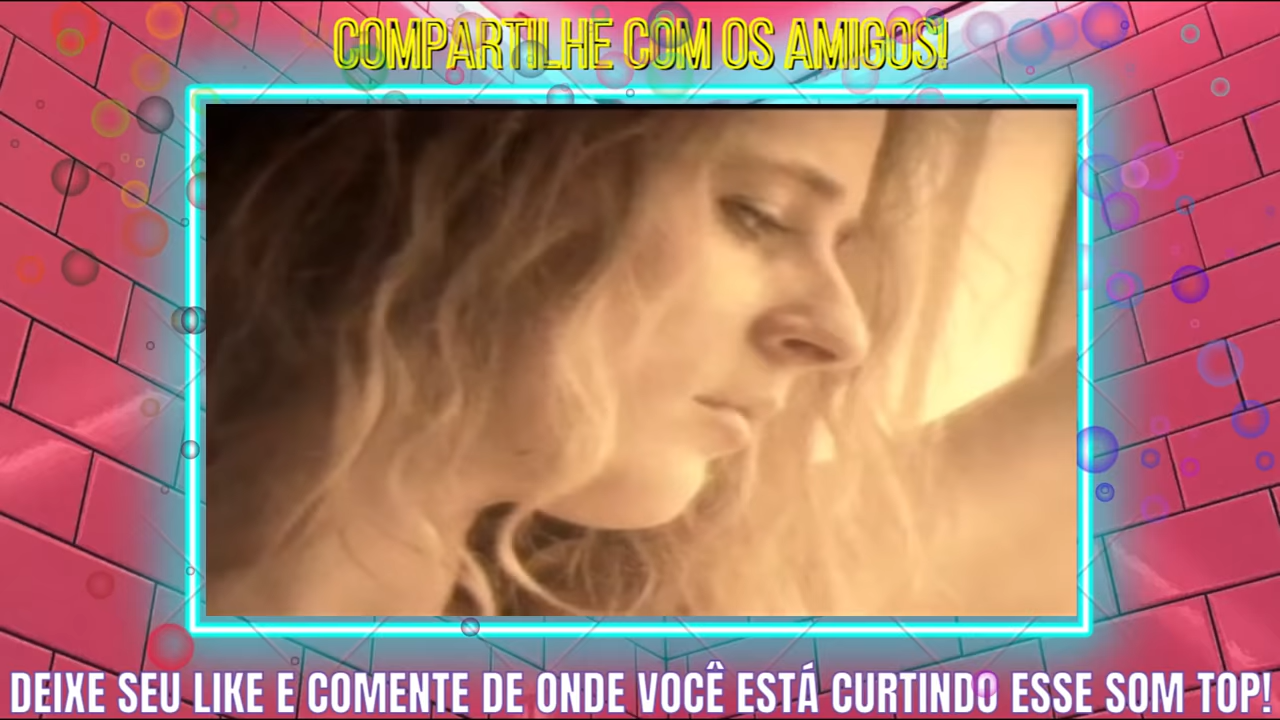 COMPARTILHE COM OS AMIGOS!
DEIXE SEU LIKE E COMENTE DE ONDE VOCÊ ESTÁ CURTINDO ESSE SOM TOP!